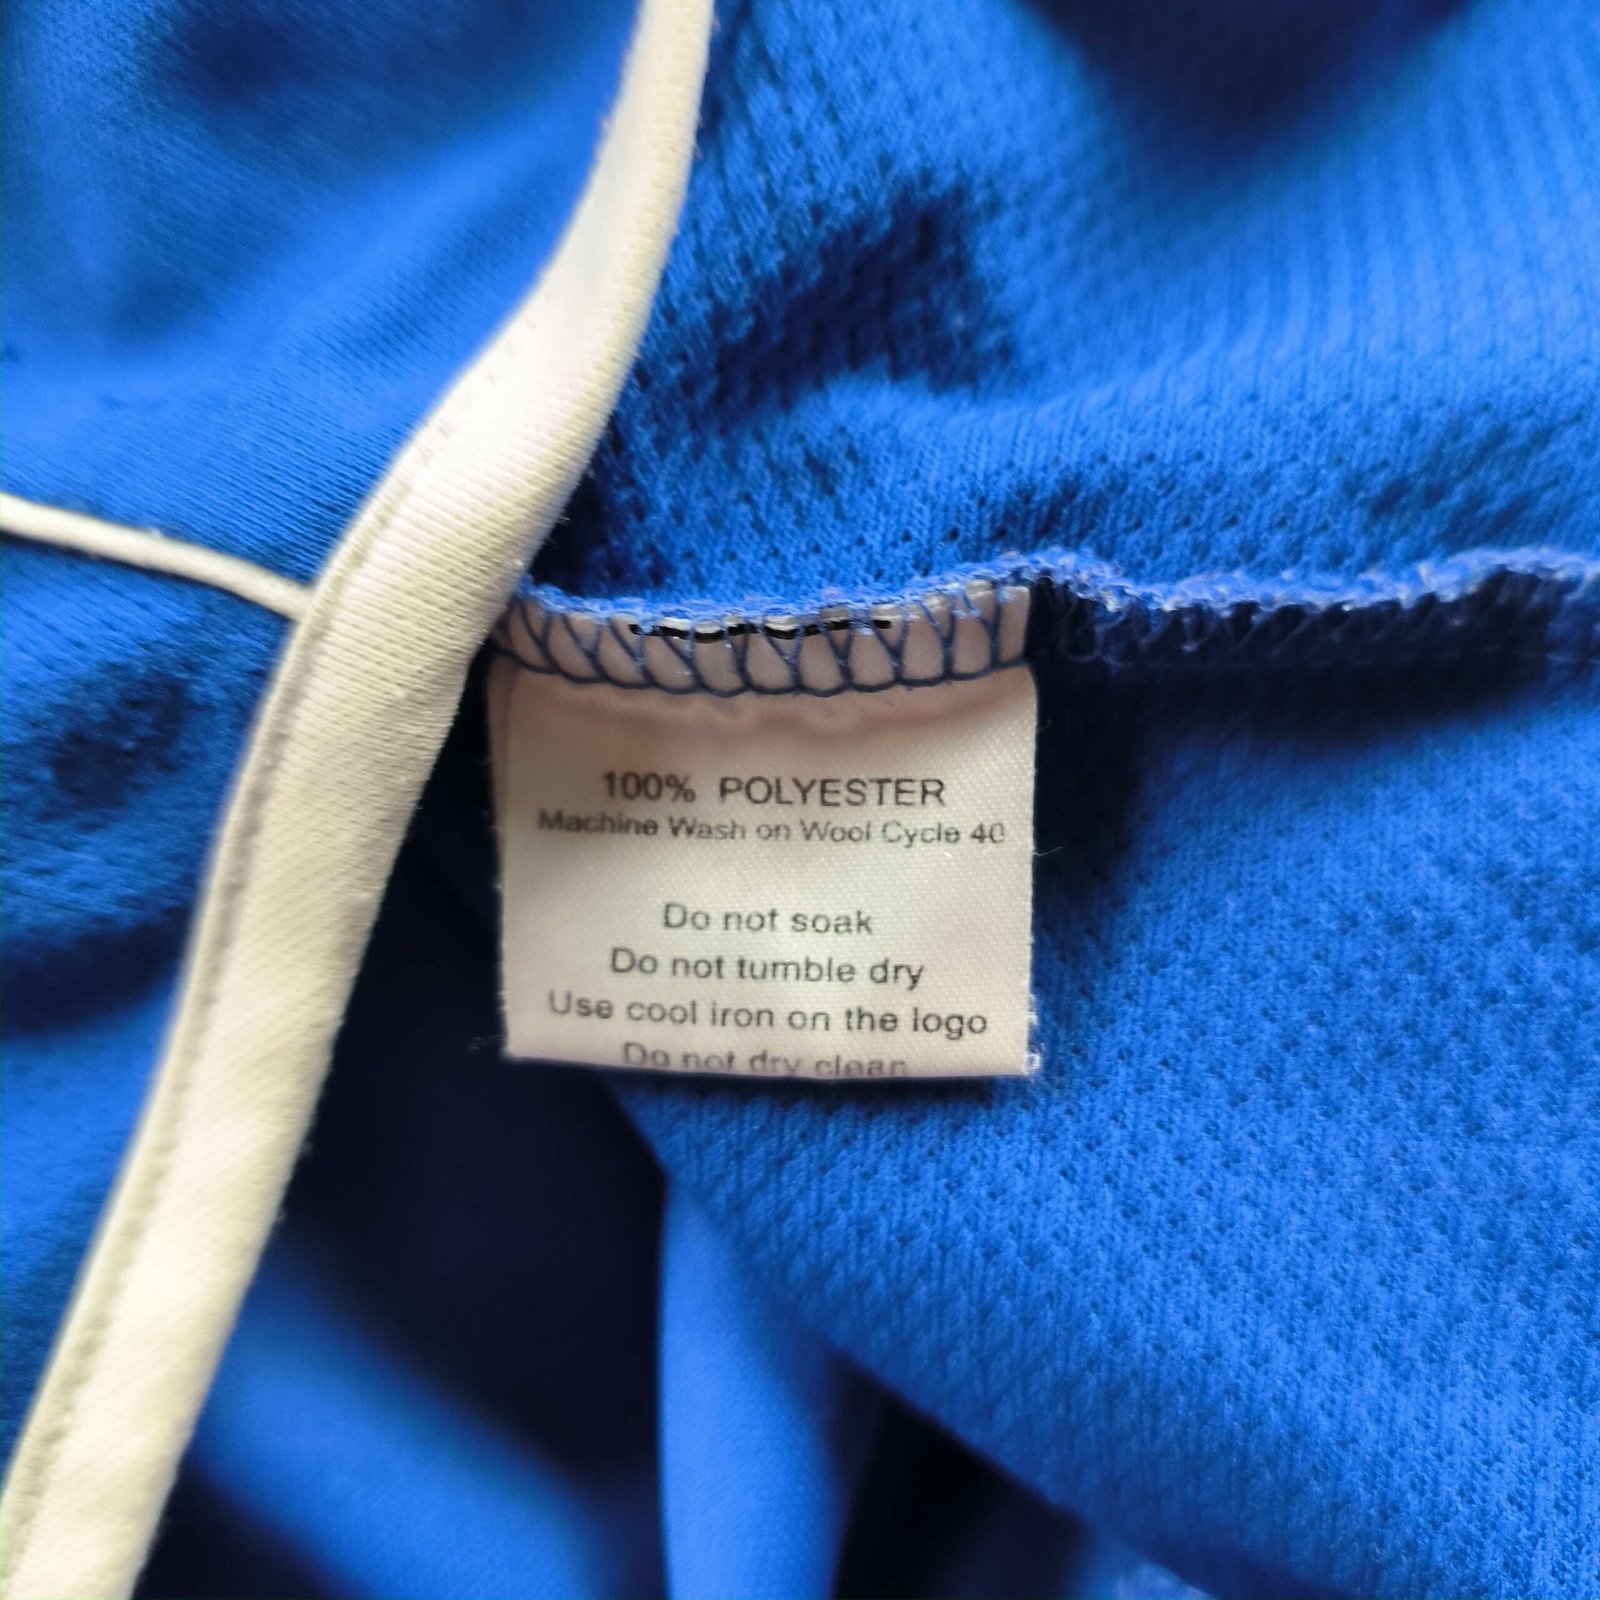 100% POLYESTER
Machine Wash on Wool Cycle 40
Do not soak
Do not tumble dry
Use cool iron on the logo
Do not dry clean